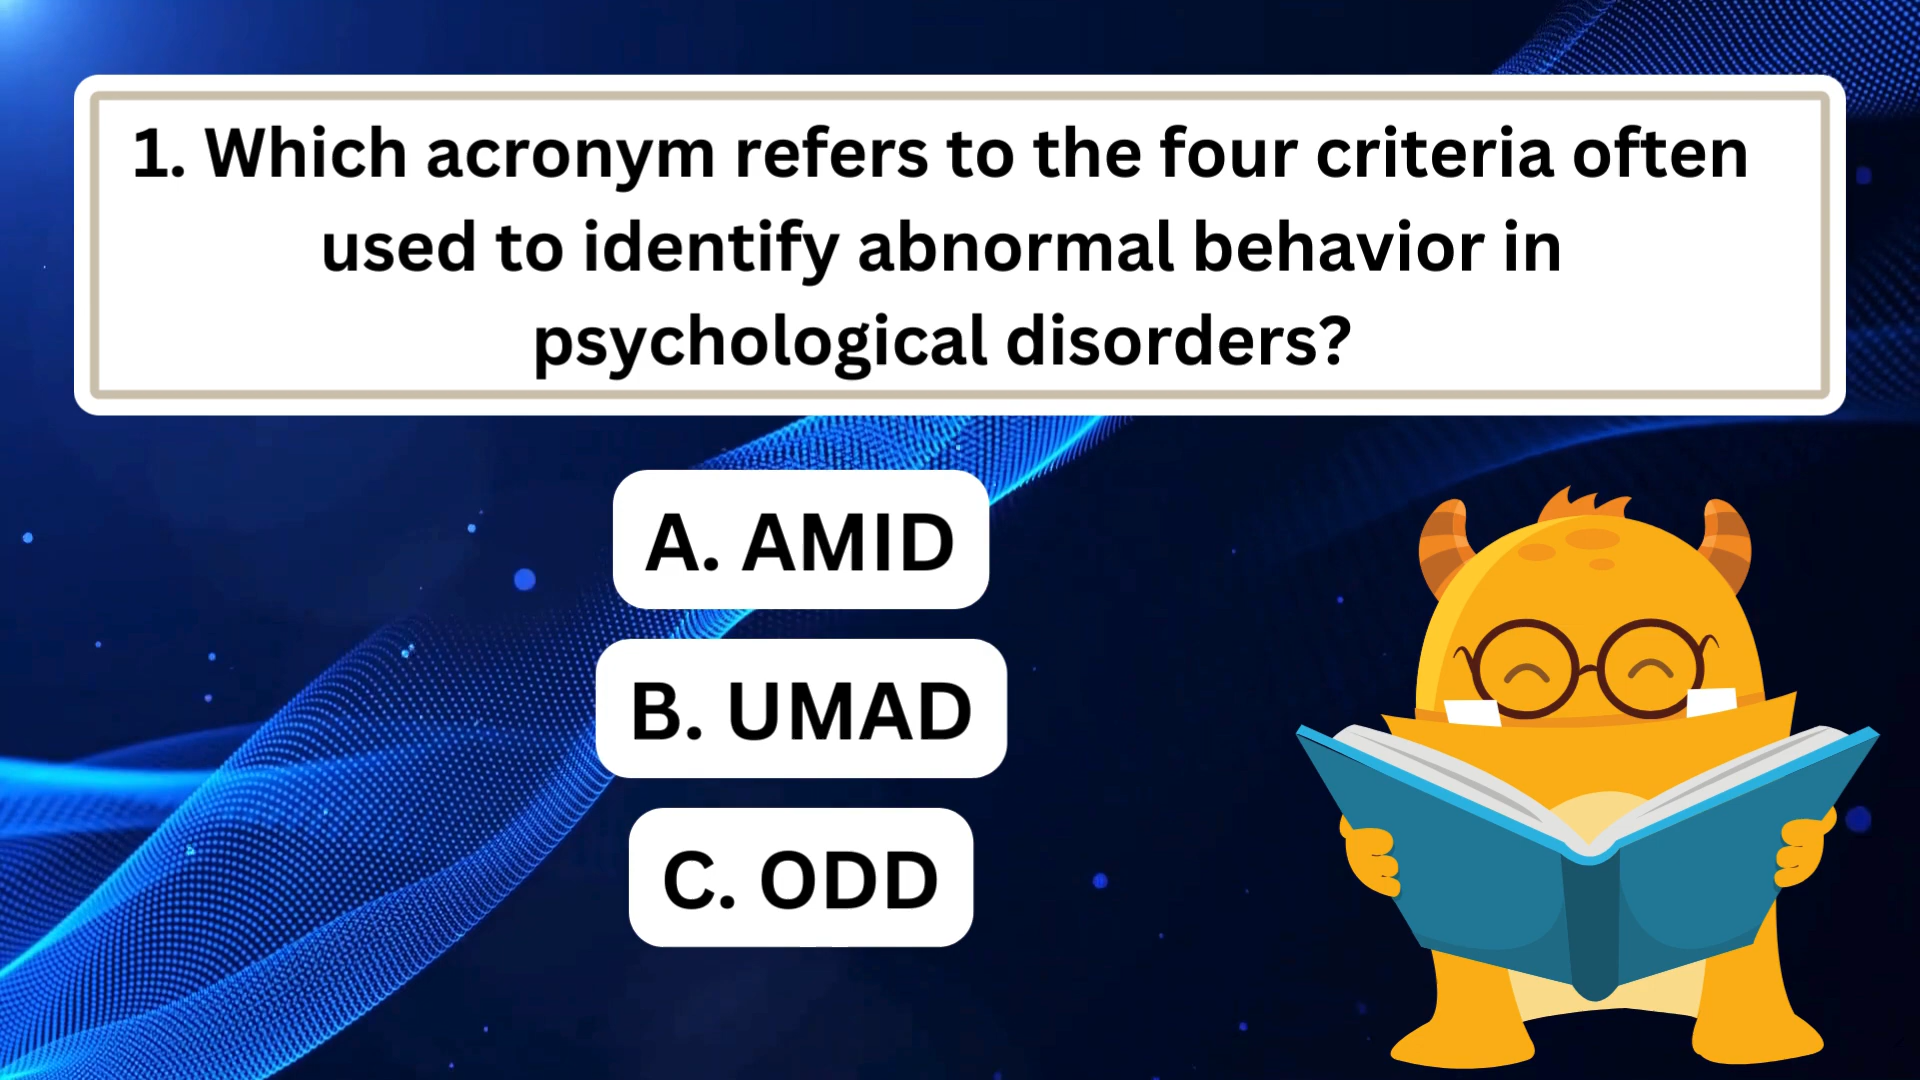 1. Which acronym refers to the four criteria often
used to identify abnormal behavior in
psychological disorders?
A. AMID
B. UMAD
C. ODD